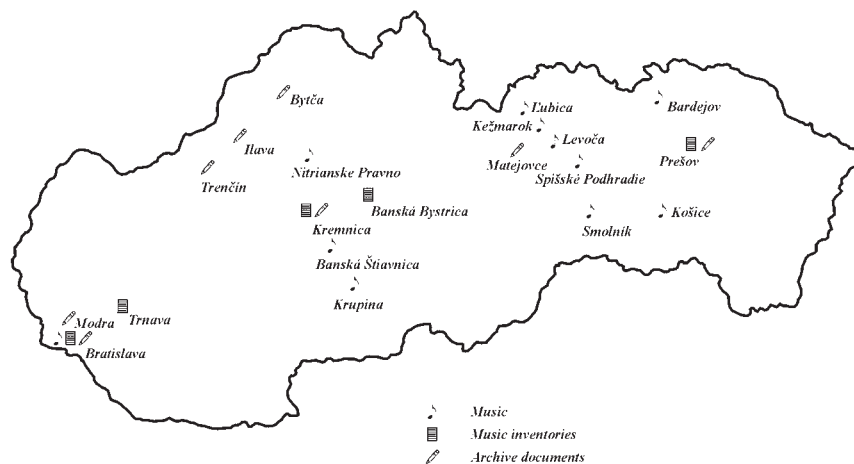 Bytča
Ľubica
Bardejov
Kežmarok
Ilava
Levoča
Matejovce
Prešov
Nitrianske Pravno
Spišské Podhradie
Trenčín
Banská Bystrica
Košice
Kremnica
Smolník
Banská Štiavnica
Krupina
Modra
Trnava
Bratislava
Music
Music inventories
Archive documents